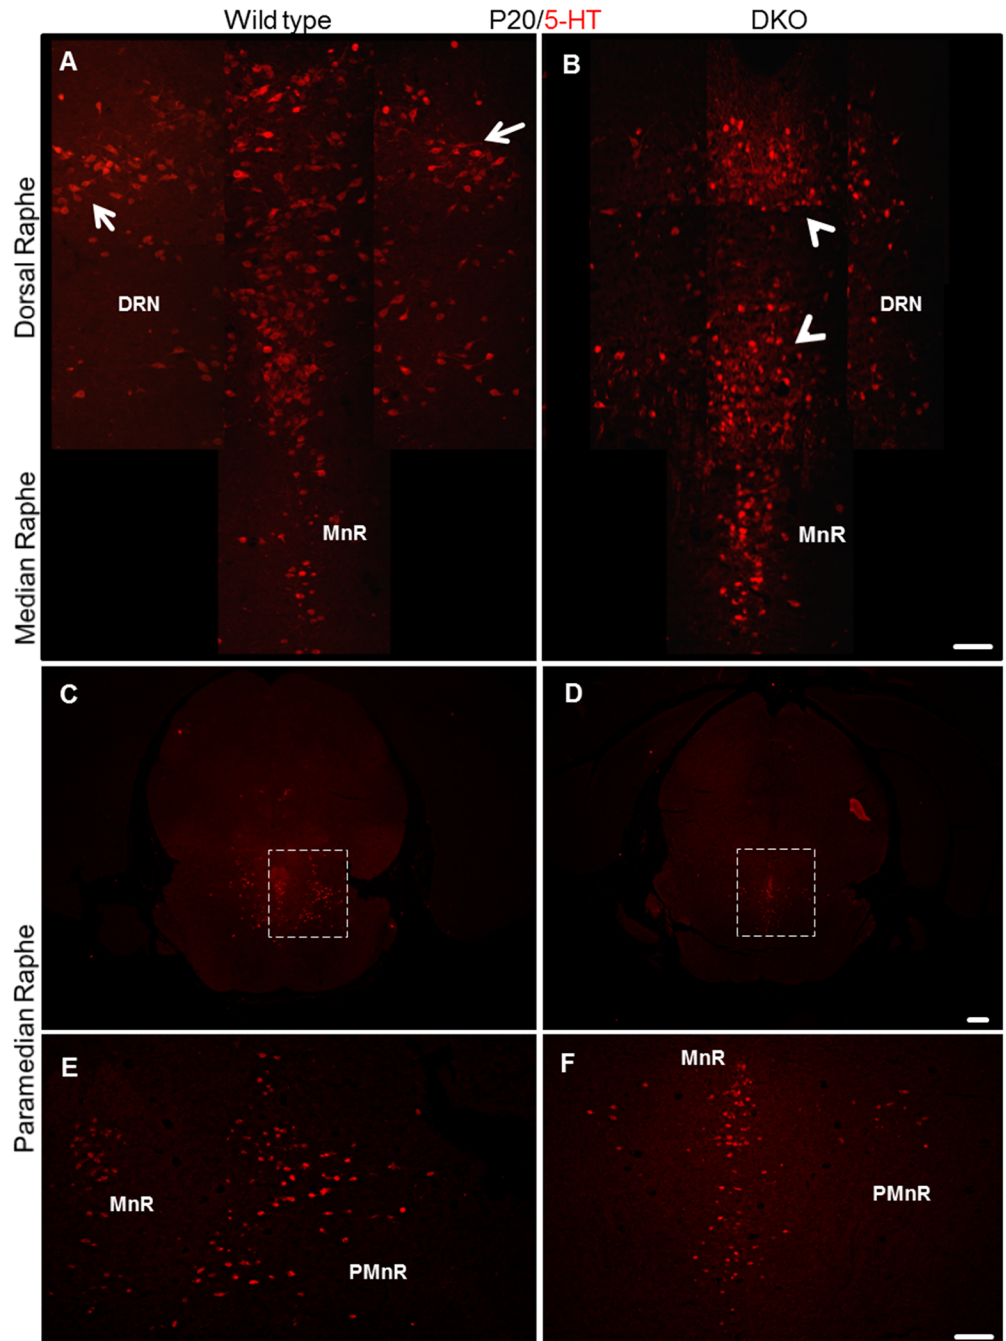 Wild type P20/5-HT DKO
A B
Dorsal Raphe
DRN DRN
Median Raphe
MnR MnR
C D
Paramedian Raphe
E MnR F
MnR PMnR
PMnR